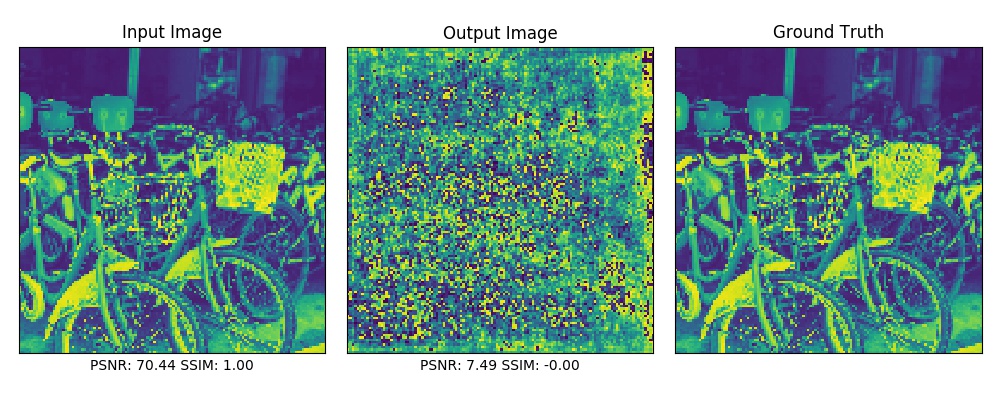 Input Image
Output Image
Ground Truth
PSNR: 70.44 SSIM: 1.00
PSNR: 7.49 SSIM: -0.00